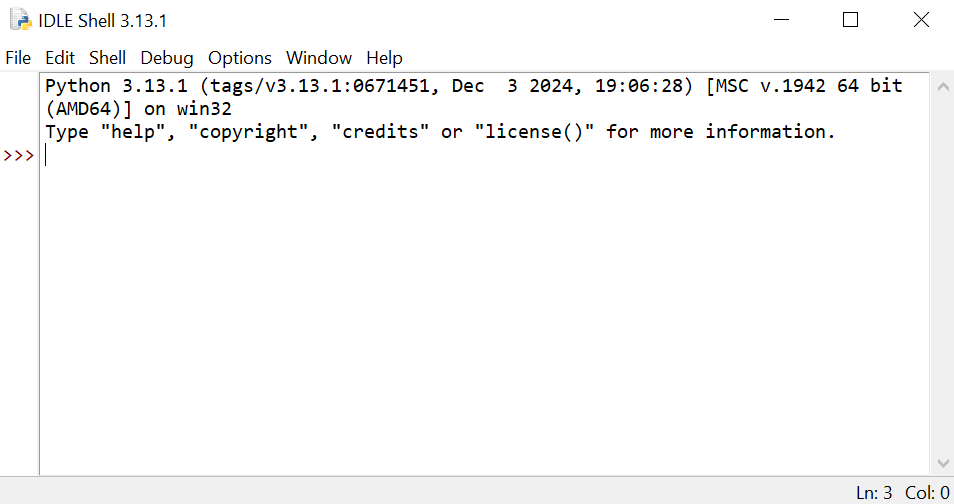 IDLE Shell 3.13.1
File Edit Shell Debug Options Window Help
Python 3.13.1 (tags/v3.13.1:0671451, Dec  3 2024, 19:06:28) [MSC v.1942 64 bit
(AMD64)] on win32
Type "help", "copyright", "credits" or "license()" for more information.
>>>
Ln: 3 Col: 0